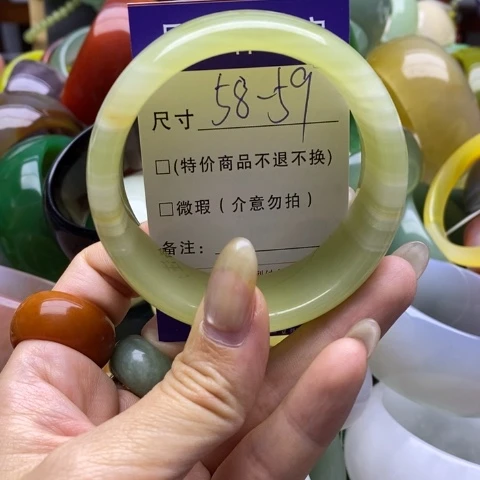 尺寸 58-59
□(特价商品不退不换)
□微瑕(介意勿拍)
备注: